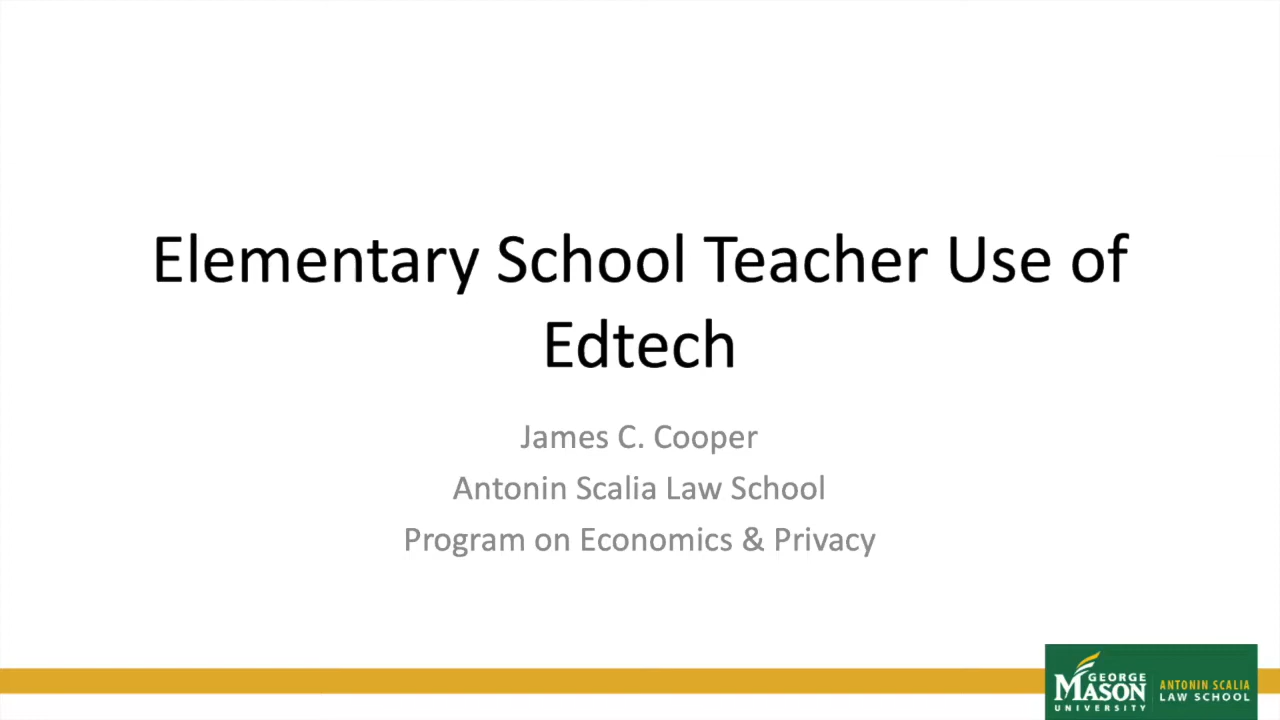 Elementary School Teacher Use of
Edtech
James C. Cooper
Antonin Scalia Law School
Program on Economics & Privacy
GEORGE
MASON
UNIVERSITY
ANTONIN SCALIA
LAW SCHOOL